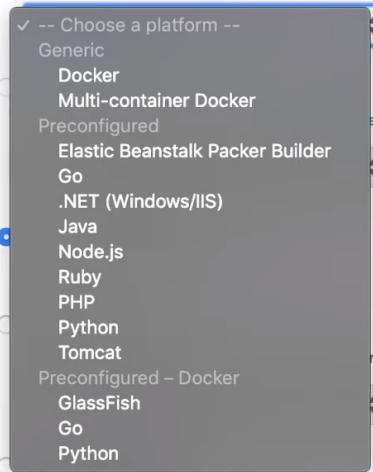 -- Choose a platform --
Generic
Docker
Multi-container Docker
Preconfigured
Elastic Beanstalk Packer Builder
Go
.NET (Windows/IIS)
Java
Node.js
Ruby
PHP
Python
Tomcat
Preconfigured – Docker
GlassFish
Go
Python